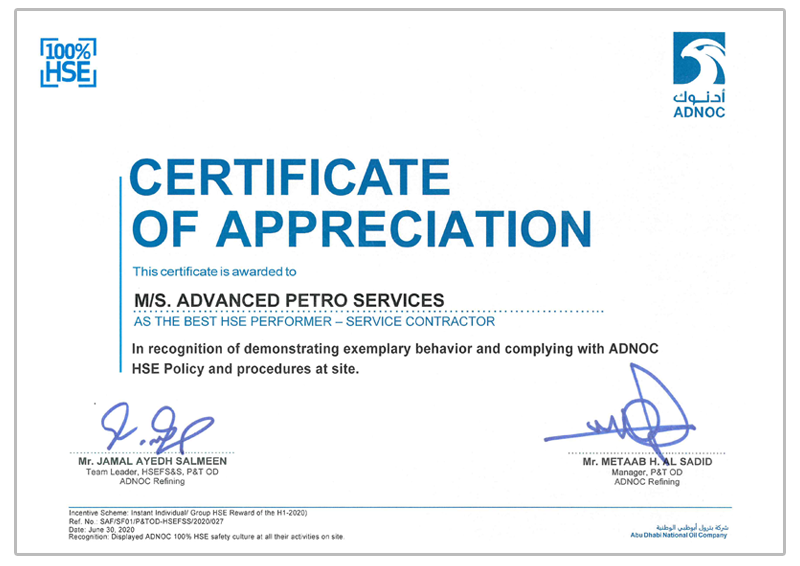 100%
HSE
أدنوك
ADNOC
CERTIFICATE
OF APPRECIATION
This certificate is awarded to
M/S. ADVANCED PETRO SERVICES
AS THE BEST HSE PERFORMER – SERVICE CONTRACTOR
In recognition of demonstrating exemplary behavior and complying with ADNOC
HSE Policy and procedures at site.
Mr. JAMAL AYEDH SALMEEN
Team Leader, HSEFS&S, P&T OD
ADNOC Refining
Mr. METAAB H. AL SADID
Manager, P&T OD
ADNOC Refining
Incentive Scheme: Instant Individual/ Group HSE Reward of the H1-2020)
Ref. No.: SAF/SF01/P&TOD-HSEFSS/2020/027
Date: June 30, 2020
Recognition: Displayed ADNOC 100% HSE safety culture at all their activities on site.
شركة بترول أبوظبي الوطنية
Abu Dhabi National Oil Company